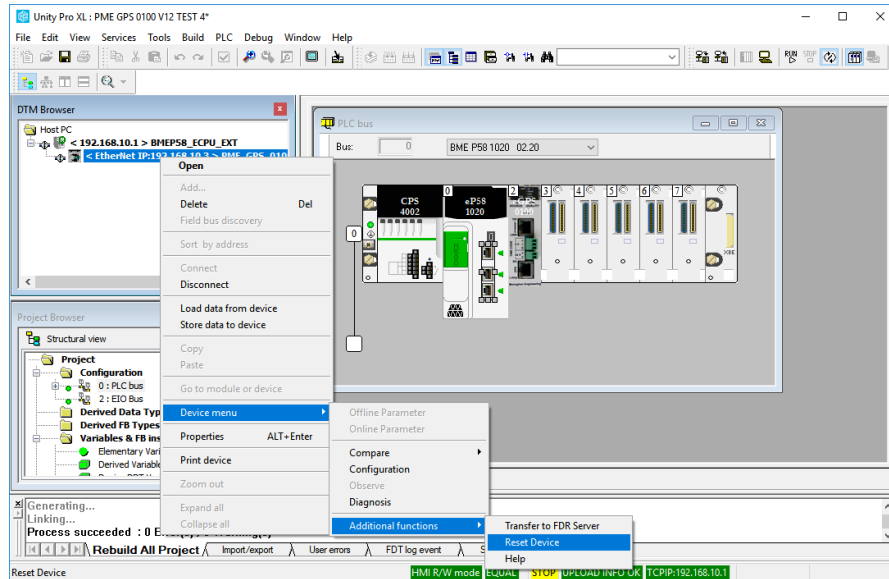 Unity Pro XL : PME GPS 0100 V12 TEST 4*
File Edit View Services Tools Build PLC Debug Window Help
RUN STOP
DTM Browser
Host PC
< 192.168.10.1 > BMEP58_ECPU_EXT
< EtherNet IP:192.168.10.3 > PME_GPS_010
Open
Add...
Delete Del
Field bus discovery
Sort by address
Connect
Disconnect
Load data from device
Store data to device
Copy
Paste
Go to module or device
Device menu
Properties ALT+Enter
Print device
Zoom out
Expand all
Collapse all
Offline Parameter
Online Parameter
Compare
Configuration
Observe
Diagnosis
Additional functions
Transfer to FDR Server
Reset Device
Help
PLC bus
Bus: 0 BME P58 1020 02.20
0 2 3 4 5 6 7
CPS
4002
eP58
1020
eGPS
0100
XBE
0
Project Browser
Structural view
Project
Configuration
0 : PLC bus
2 : EIO Bus
Derived Data Typ
Derived FB Types
Variables & FB ins
Elementary Vari
Derived Variable
Generating...
Linking...
Process succeeded : 0 E
Rebuild All Project Import/export User errors FDT log event S
Reset Device HMI R/W mode EQUAL STOP UPLOAD INFO OK TCPIP:192.168.10.1